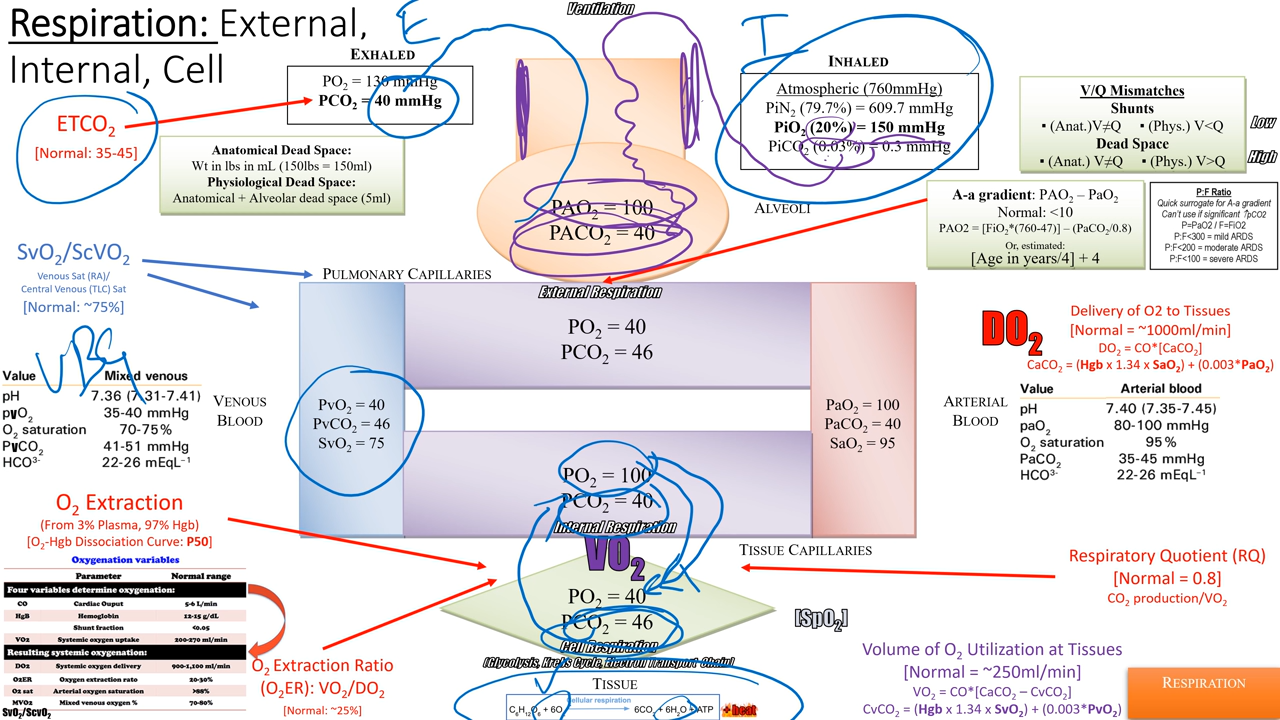 Respiration: External,
Internal, Cell
E
Ventilation
I
EXHALED
PO₂ = 130 mmHg
PCO₂ = 40 mmHg
ETCO₂
[Normal: 35-45]
Anatomical Dead Space:
Wt in lbs in mL (150lbs = 150ml)
Physiological Dead Space:
Anatomical + Alveolar dead space (5ml)
INHALED
Atmospheric (760mmHg)
PiN₂ (79.7%) = 609.7 mmHg
PiO₂ (20%) = 150 mmHg
PiCO₂ (0.03%) = 0.3 mmHg
V/Q Mismatches
Shunts
▪ (Anat.) V≠Q ▪ (Phys.) V<Q
Dead Space
▪ (Anat.) V≠Q ▪ (Phys.) V>Q
Low
High
PAO₂ = 100
PACO₂ = 40
ALVEOLI
A-a gradient: PAO₂ – PaO₂
Normal: <10
PAO2 = [FiO₂*(760-47)] – (PaCO₂/0.8)
Or, estimated:
[Age in years/4] + 4
P:F Ratio
Quick surrogate for A-a gradient
Can't use if significant ↑pCO2
P=PaO2 / F=FiO2
P:F<300 = mild ARDS
P:F<200 = moderate ARDS
P:F<100 = severe ARDS
SvO₂/ScVO₂
Venous Sat (RA)/
Central Venous (TLC) Sat
[Normal: ~75%]
PULMONARY CAPILLARIES
External Respiration
PO₂ = 40
PCO₂ = 46
DO₂
Delivery of O2 to Tissues
[Normal = ~1000ml/min]
DO₂ = CO*[CaCO₂]
CaCO₂ = (Hgb x 1.34 x SaO₂) + (0.003*PaO₂)
VBG
Value Mixed venous
pH 7.36 (7.31-7.41)
pvO₂ 35-40 mmHg
O₂ saturation 70-75%
PvCO₂ 41-51 mmHg
HCO³⁻ 22-26 mEqL⁻¹
VENOUS
BLOOD
PvO₂ = 40
PvCO₂ = 46
SvO₂ = 75
PaO₂ = 100
PaCO₂ = 40
SaO₂ = 95
ARTERIAL
BLOOD
Value Arterial blood
pH 7.40 (7.35-7.45)
paO₂ 80-100 mmHg
O₂ saturation 95%
PaCO₂ 35-45 mmHg
HCO³⁻ 22-26 mEqL⁻¹
PO₂ = 100
PCO₂ = 40
Internal Respiration
O₂ Extraction
(From 3% Plasma, 97% Hgb)
[O₂-Hgb Dissociation Curve: P50]
VO₂
TISSUE CAPILLARIES
PO₂ = 40
PCO₂ = 46
Cell Respiration
(Glycolysis, Kreb's Cycle, Electron Transport Chain)
[SpO₂]
Respiratory Quotient (RQ)
[Normal = 0.8]
CO₂ production/VO₂
Oxygenation variables
Parameter Normal range
Four variables determine oxygenation:
CO Cardiac Ouput 5-6 L/min
HgB Hemoglobin 12-15 g/dL
Shunt fraction <0.05
VO2 Systemic oxygen uptake 200-270 ml/min
Resulting systemic oxygenation:
DO2 Systemic oxygen delivery 900-1,100 ml/min
O2ER Oxygen extraction ratio 20-30%
O2 sat Arterial oxygen saturation >88%
MVO2 Mixed venous oxygen % 70-80%
SvO₂/ScvO₂
O₂ Extraction Ratio
(O₂ER): VO₂/DO₂
[Normal: ~25%]
TISSUE
Cellular respiration
C₆H₁₂O₆ + 6O₂ 6CO₂ + 6H₂O + ATP + heat
Volume of O₂ Utilization at Tissues
[Normal = ~250ml/min]
VO₂ = CO*[CaCO₂ – CvCO₂]
CvCO₂ = (Hgb x 1.34 x SvO₂) + (0.003*PvO₂)
RESPIRATION